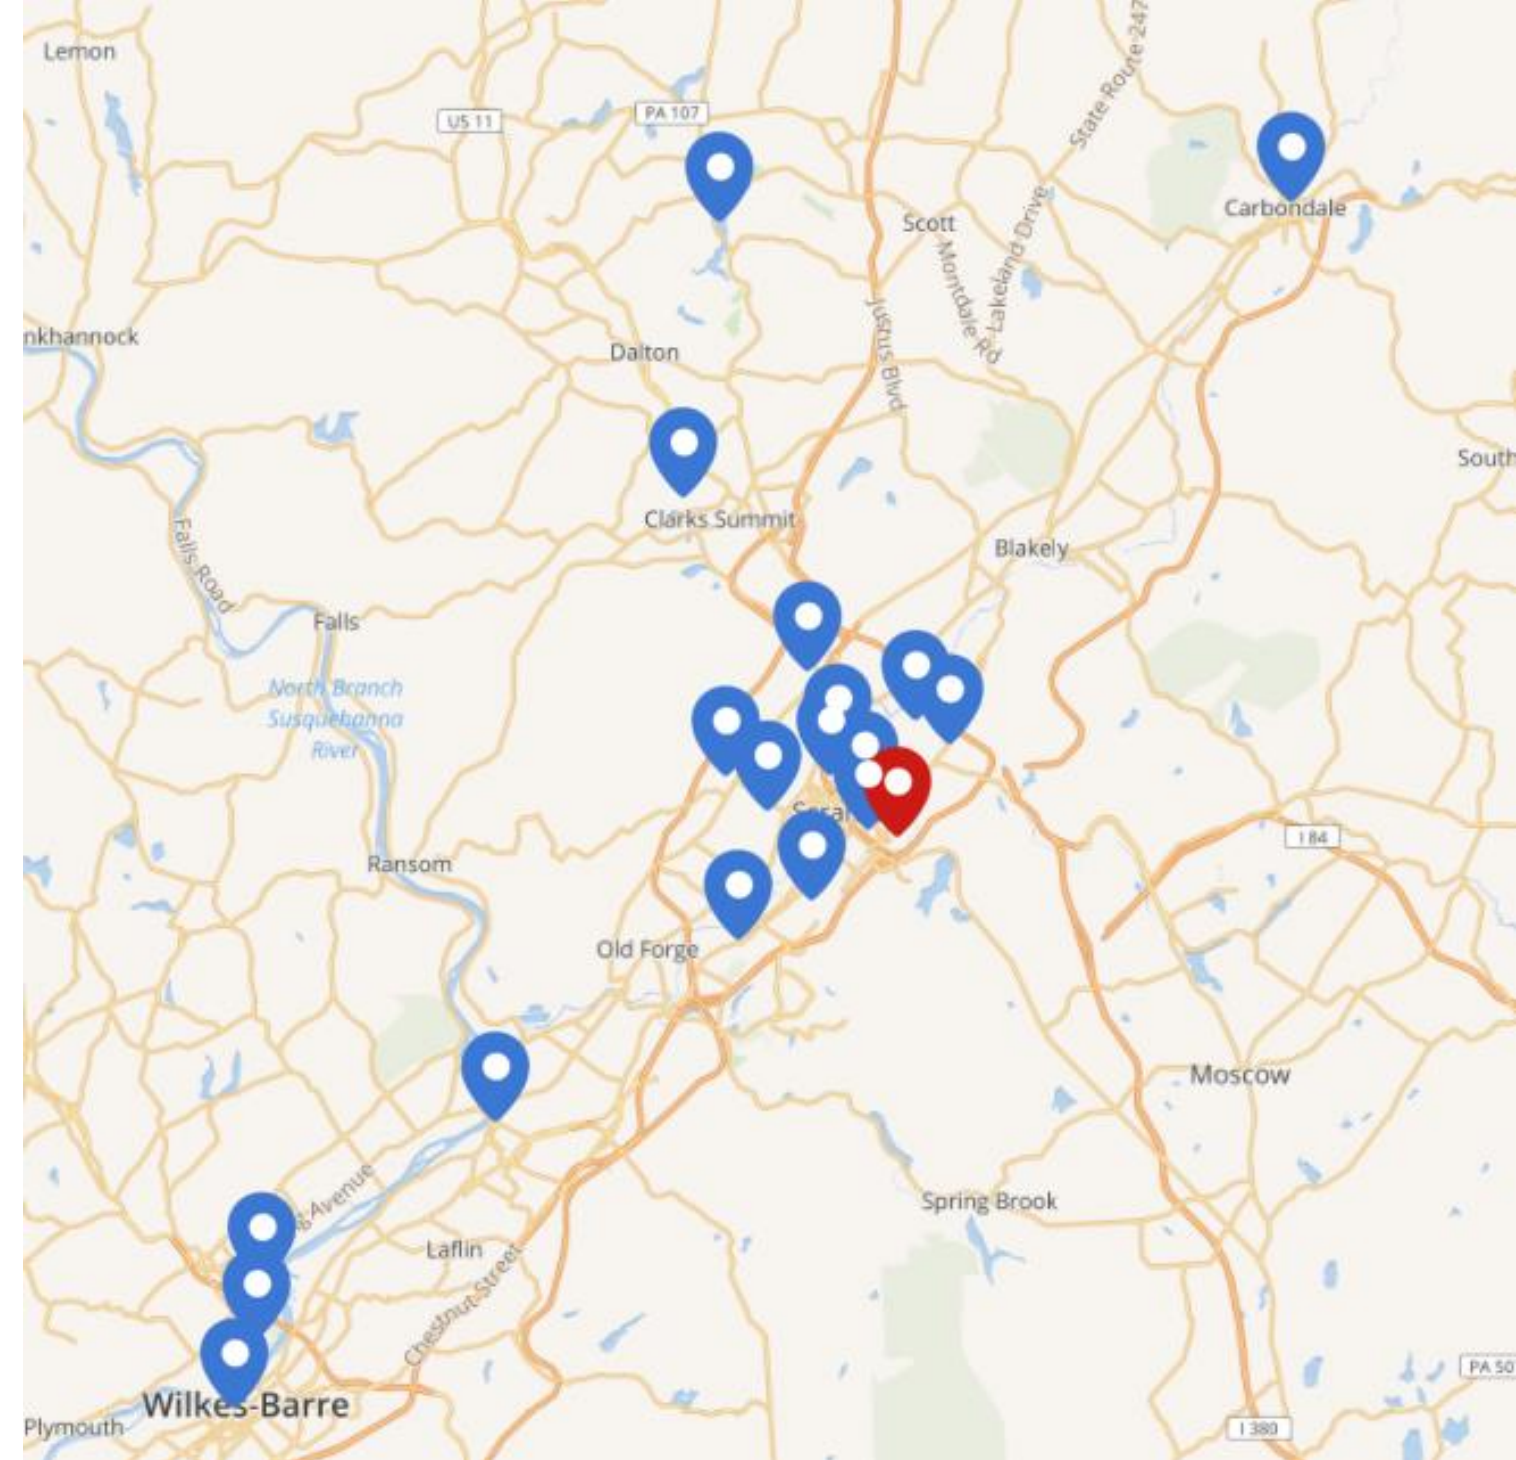 Lemon
US 11
PA 107
State Route 247
Carbondale
Scott
Lakeland Drive
Montdale Rd
nkhannock
Justus Blvd
Dalton
South
Clarks Summit
Blakely
Falls Road
Falls
North Branch
Susquehanna
River
Scran
I 84
Ransom
Old Forge
Moscow
g Avenue
Spring Brook
Laflin
Chestnut Street
PA 50
Wilkes-Barre
Plymouth
I 380